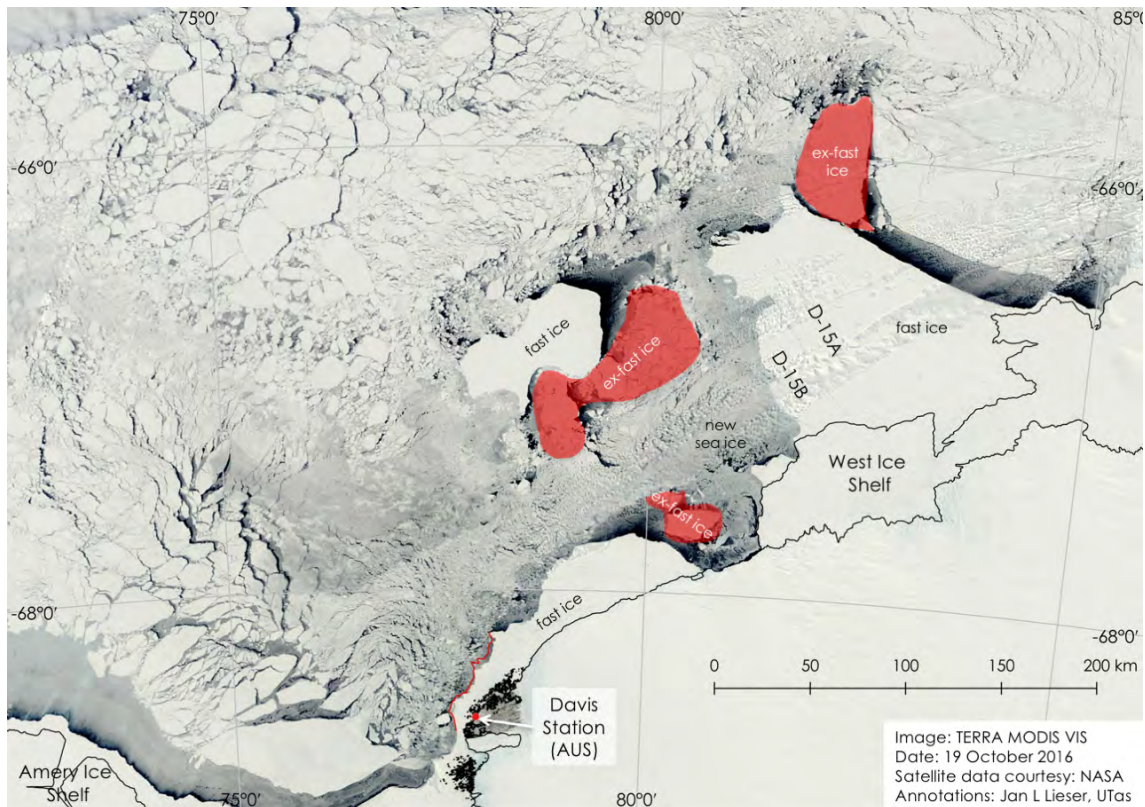 75°0′
80°0′
85°0′
-66°0′
ex-fast
ice
-66°0′
fast ice
ex-fast ice
D-15A
fast ice
D-15B
new
sea ice
West Ice
Shelf
ex-fast ice
-68°0′
fast ice
-68°0′
0
50
100
150
200 km
Davis
Station
(AUS)
Image: TERRA MODIS VIS
Date: 19 October 2016
Satellite data courtesy: NASA
Annotations: Jan L Lieser, UTas
Amery Ice
Shelf
75°0′
80°0′